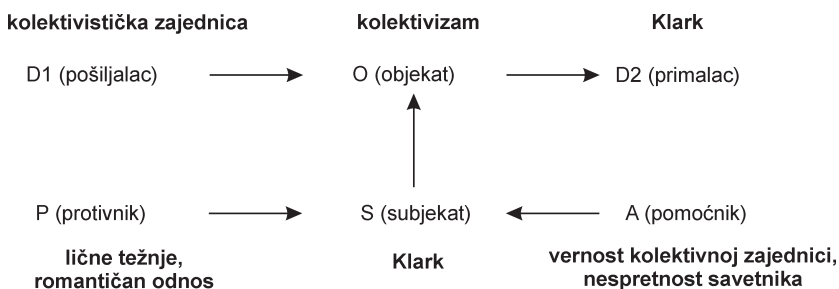 kolektivistička zajednica kolektivizam Klark
D1 (pošiljalac) O (objekat) D2 (primalac)
P (protivnik) S (subjekat) A (pomoćnik)
lične težnje,
romantičan odnos
Klark
vernost kolektivnoj zajednici,
nespretnost savetnika